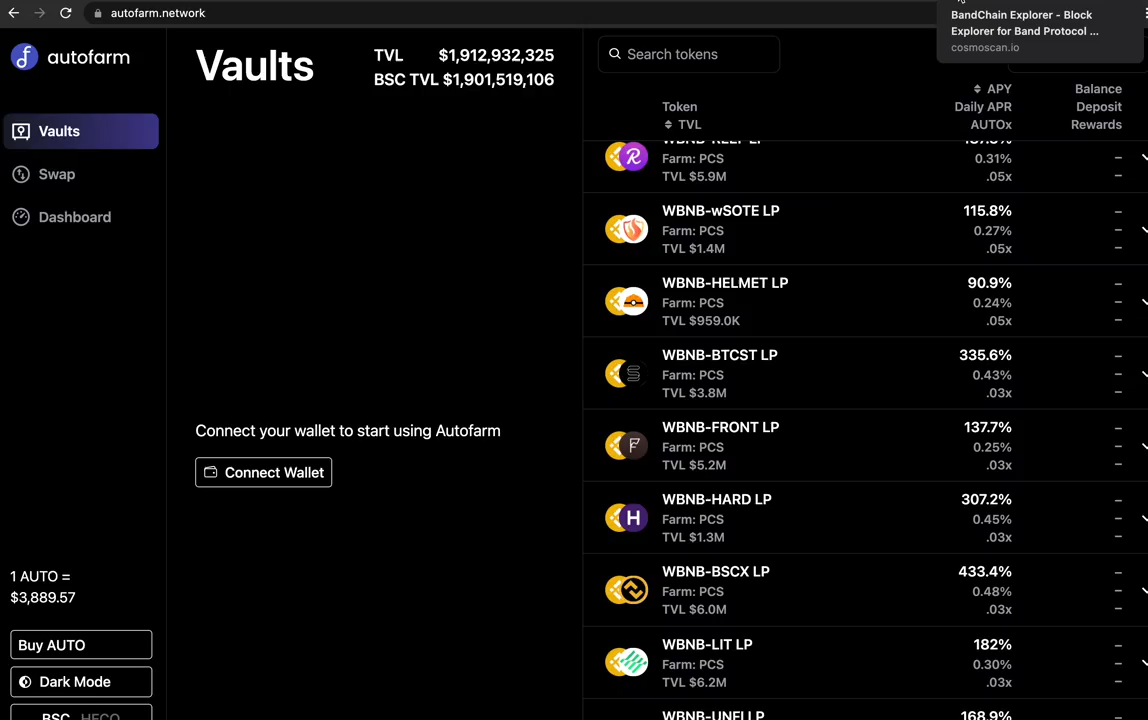 autofarm.network
BandChain Explorer - Block
Explorer for Band Protocol ...
cosmoscan.io
autofarm
Vaults
Swap
Dashboard
1 AUTO =
$3,889.57
Buy AUTO
Dark Mode
BSC HECO
Vaults
TVL $1,912,932,325
BSC TVL $1,901,519,106
Connect your wallet to start using Autofarm
Connect Wallet
Search tokens
Token
TVL
APY
Daily APR
AUTOx
Balance
Deposit
Rewards
Farm: PCS 0.31% –
TVL $5.9M .05x –
WBNB-wSOTE LP 115.8% –
Farm: PCS 0.27% –
TVL $1.4M .05x –
WBNB-HELMET LP 90.9% –
Farm: PCS 0.24% –
TVL $959.0K .05x –
WBNB-BTCST LP 335.6% –
Farm: PCS 0.43% –
TVL $3.8M .03x –
WBNB-FRONT LP 137.7% –
Farm: PCS 0.25% –
TVL $5.2M .03x –
WBNB-HARD LP 307.2% –
Farm: PCS 0.45% –
TVL $1.3M .03x –
WBNB-BSCX LP 433.4% –
Farm: PCS 0.48% –
TVL $6.0M .03x –
WBNB-LIT LP 182% –
Farm: PCS 0.30% –
TVL $6.2M .03x –
WBNB-UNFI LP 168.9% –